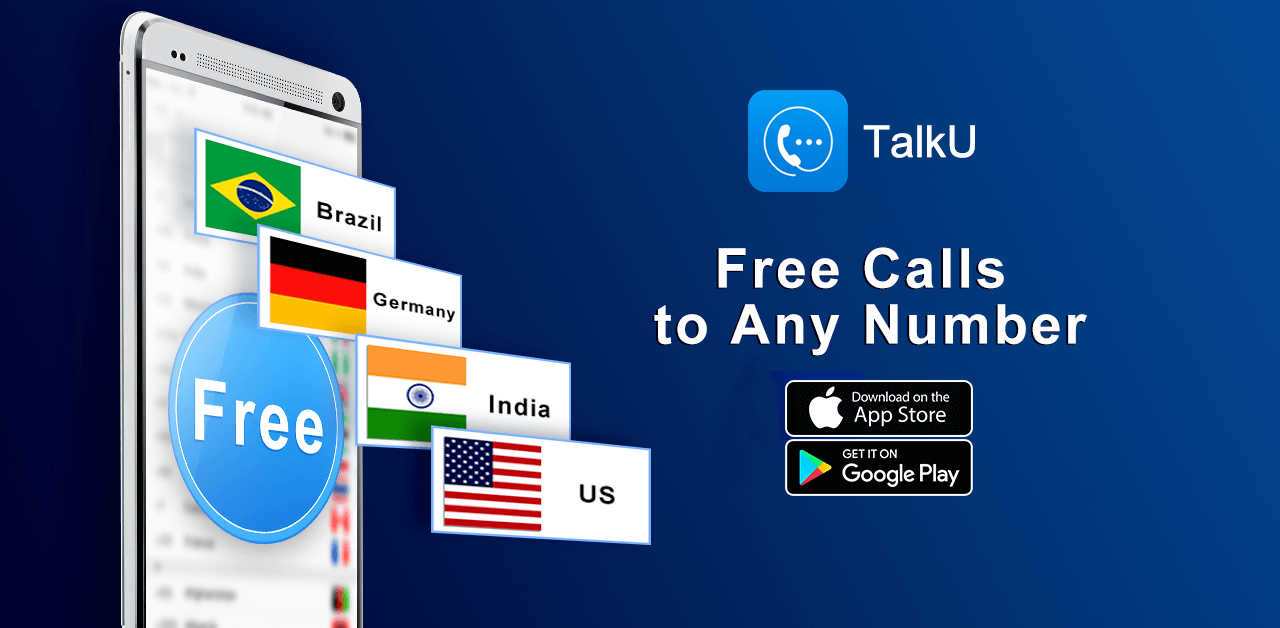 Brazil
Germany
India
US
Free
TalkU
Free Calls
to Any Number
Download on the
App Store
GET IT ON
Google Play